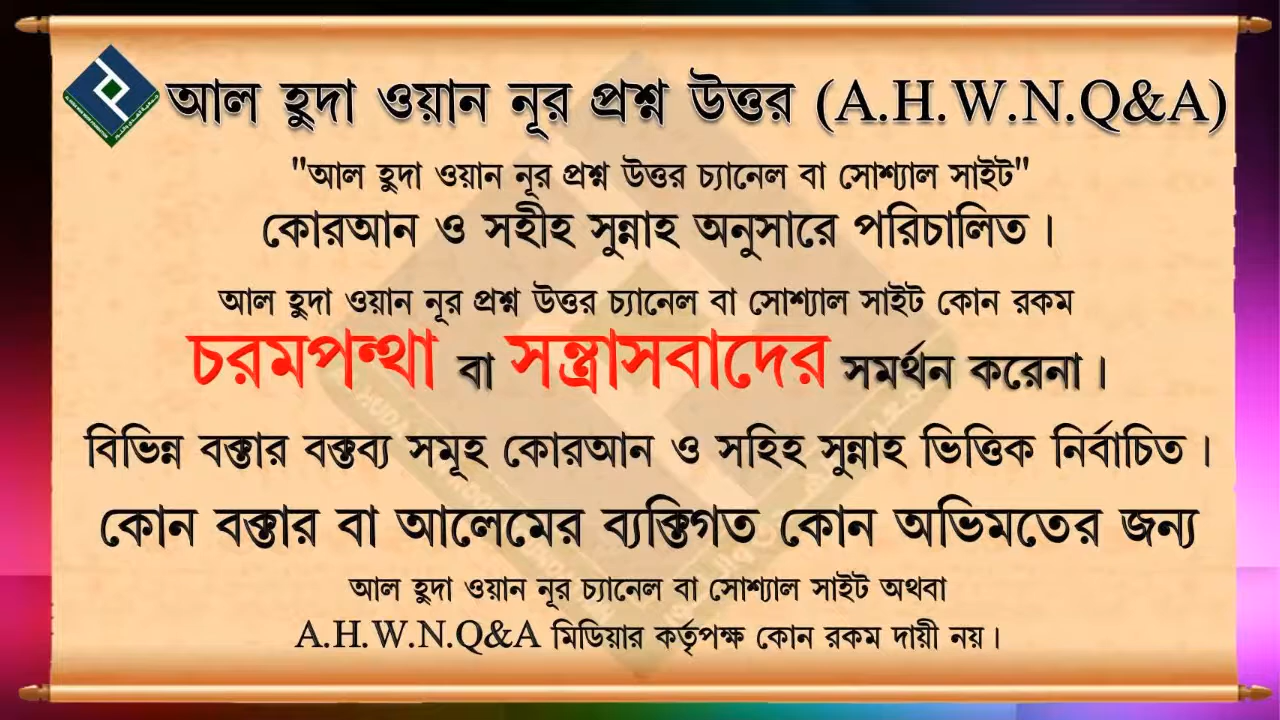 আল হুদা ওয়ান নূর প্রশ্ন উত্তর (A.H.W.N.Q&A)
"আল হুদা ওয়ান নূর প্রশ্ন উত্তর চ্যানেল বা সোশ্যাল সাইট"
কোরআন ও সহীহ সুন্নাহ অনুসারে পরিচালিত।
আল হুদা ওয়ান নূর প্রশ্ন উত্তর চ্যানেল বা সোশ্যাল সাইট কোন রকম
চরমপন্থা বা সন্ত্রাসবাদের সমর্থন করেনা।
বিভিন্ন বক্তার বক্তব্য সমূহ কোরআন ও সহিহ সুন্নাহ ভিত্তিক নির্বাচিত।
কোন বক্তার বা আলেমের ব্যক্তিগত কোন অভিমতের জন্য
আল হুদা ওয়ান নূর চ্যানেল বা সোশ্যাল সাইট অথবা
A.H.W.N.Q&A মিডিয়ার কর্তৃপক্ষ কোন রকম দায়ী নয়।